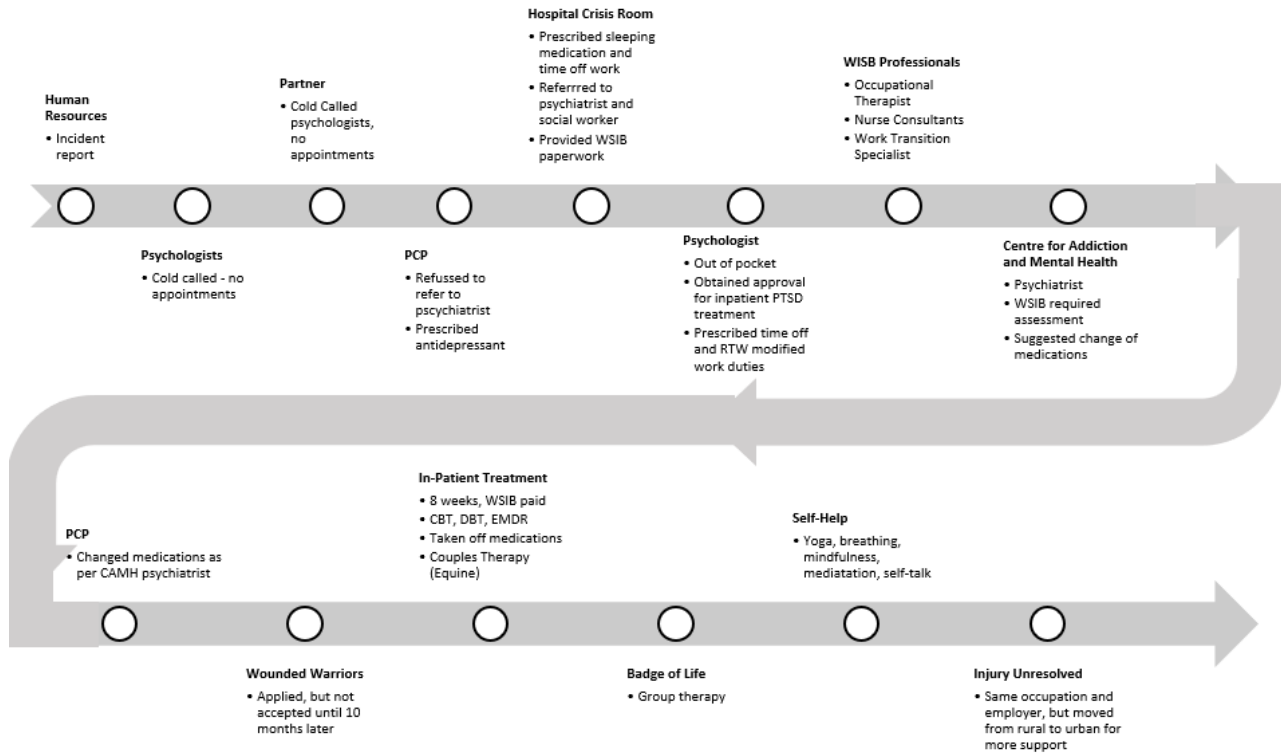 Human
Resources
• Incident
report
Psychologists
• Cold called - no
appointments
Partner
• Cold Called
psychologists,
no
appointments
PCP
• Refussed to
refer to
pscychiatrist
• Prescribed
antidepressant
Hospital Crisis Room
• Prescribed sleeping
medication and
time off work
• Referrred to
psychiatrist and
social worker
• Provided WSIB
paperwork
Psychologist
• Out of pocket
• Obtained approval
for inpatient PTSD
treatment
• Prescribed time off
and RTW modified
work duties
WISB Professionals
• Occupational
Therapist
• Nurse Consultants
• Work Transition
Specialist
Centre for Addiction
and Mental Health
• Psychiatrist
• WSIB required
assessment
• Suggested change of
medications
PCP
• Changed medications as
per CAMH psychiatrist
Wounded Warriors
• Applied, but not
accepted until 10
months later
In-Patient Treatment
• 8 weeks, WSIB paid
• CBT, DBT, EMDR
• Taken off medications
• Couples Therapy
(Equine)
Badge of Life
• Group therapy
Self-Help
• Yoga, breathing,
mindfulness,
mediatation, self-talk
Injury Unresolved
• Same occupation and
employer, but moved
from rural to urban for
more support